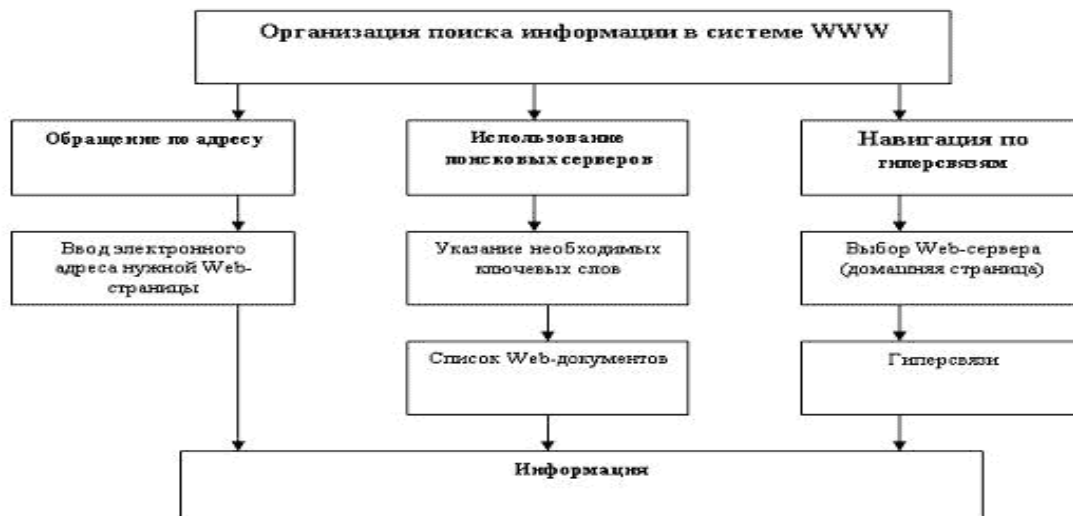 Организация поиска информации в системе WWW
Обращение по адресу
Использование
поисковых серверов
Навигация по
гиперсвязям
Ввод электронного
адреса нужной Web-
страницы
Указание необходимых
ключевых слов
Выбор Web-сервера
(домашняя страница)
Список Web-документов
Гиперсвязи
Информация